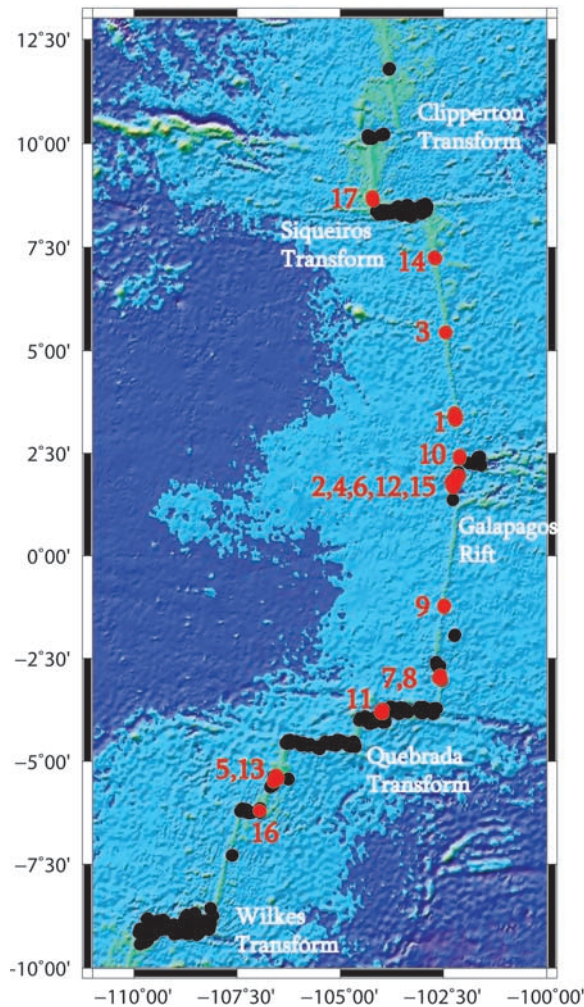 12°30'
Clipperton
Transform
10°00'
17
Siqueiros
Transform
7°30'
14
3
5°00'
1
10
2°30'
2,4,6,12,15
Galapagos
Rift
0°00'
9
−2°30'
7,8
11
−5°00'
Quebrada
Transform
5,13
16
−7°30'
Wilkes
Transform
−10°00'
−110°00' −107°30' −105°00' −102°30' −100°00'